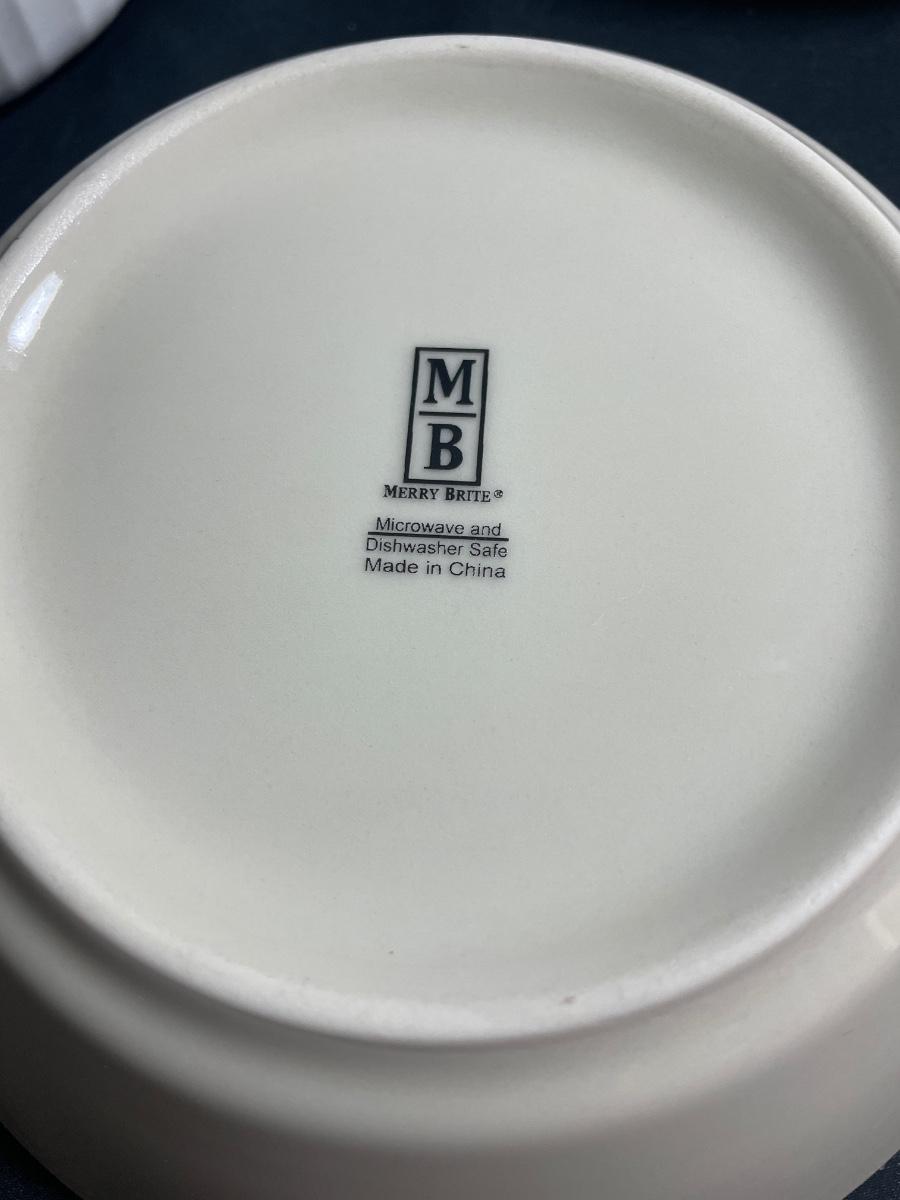 M
B
MERRY BRITE®
Microwave and
Dishwasher Safe
Made in China